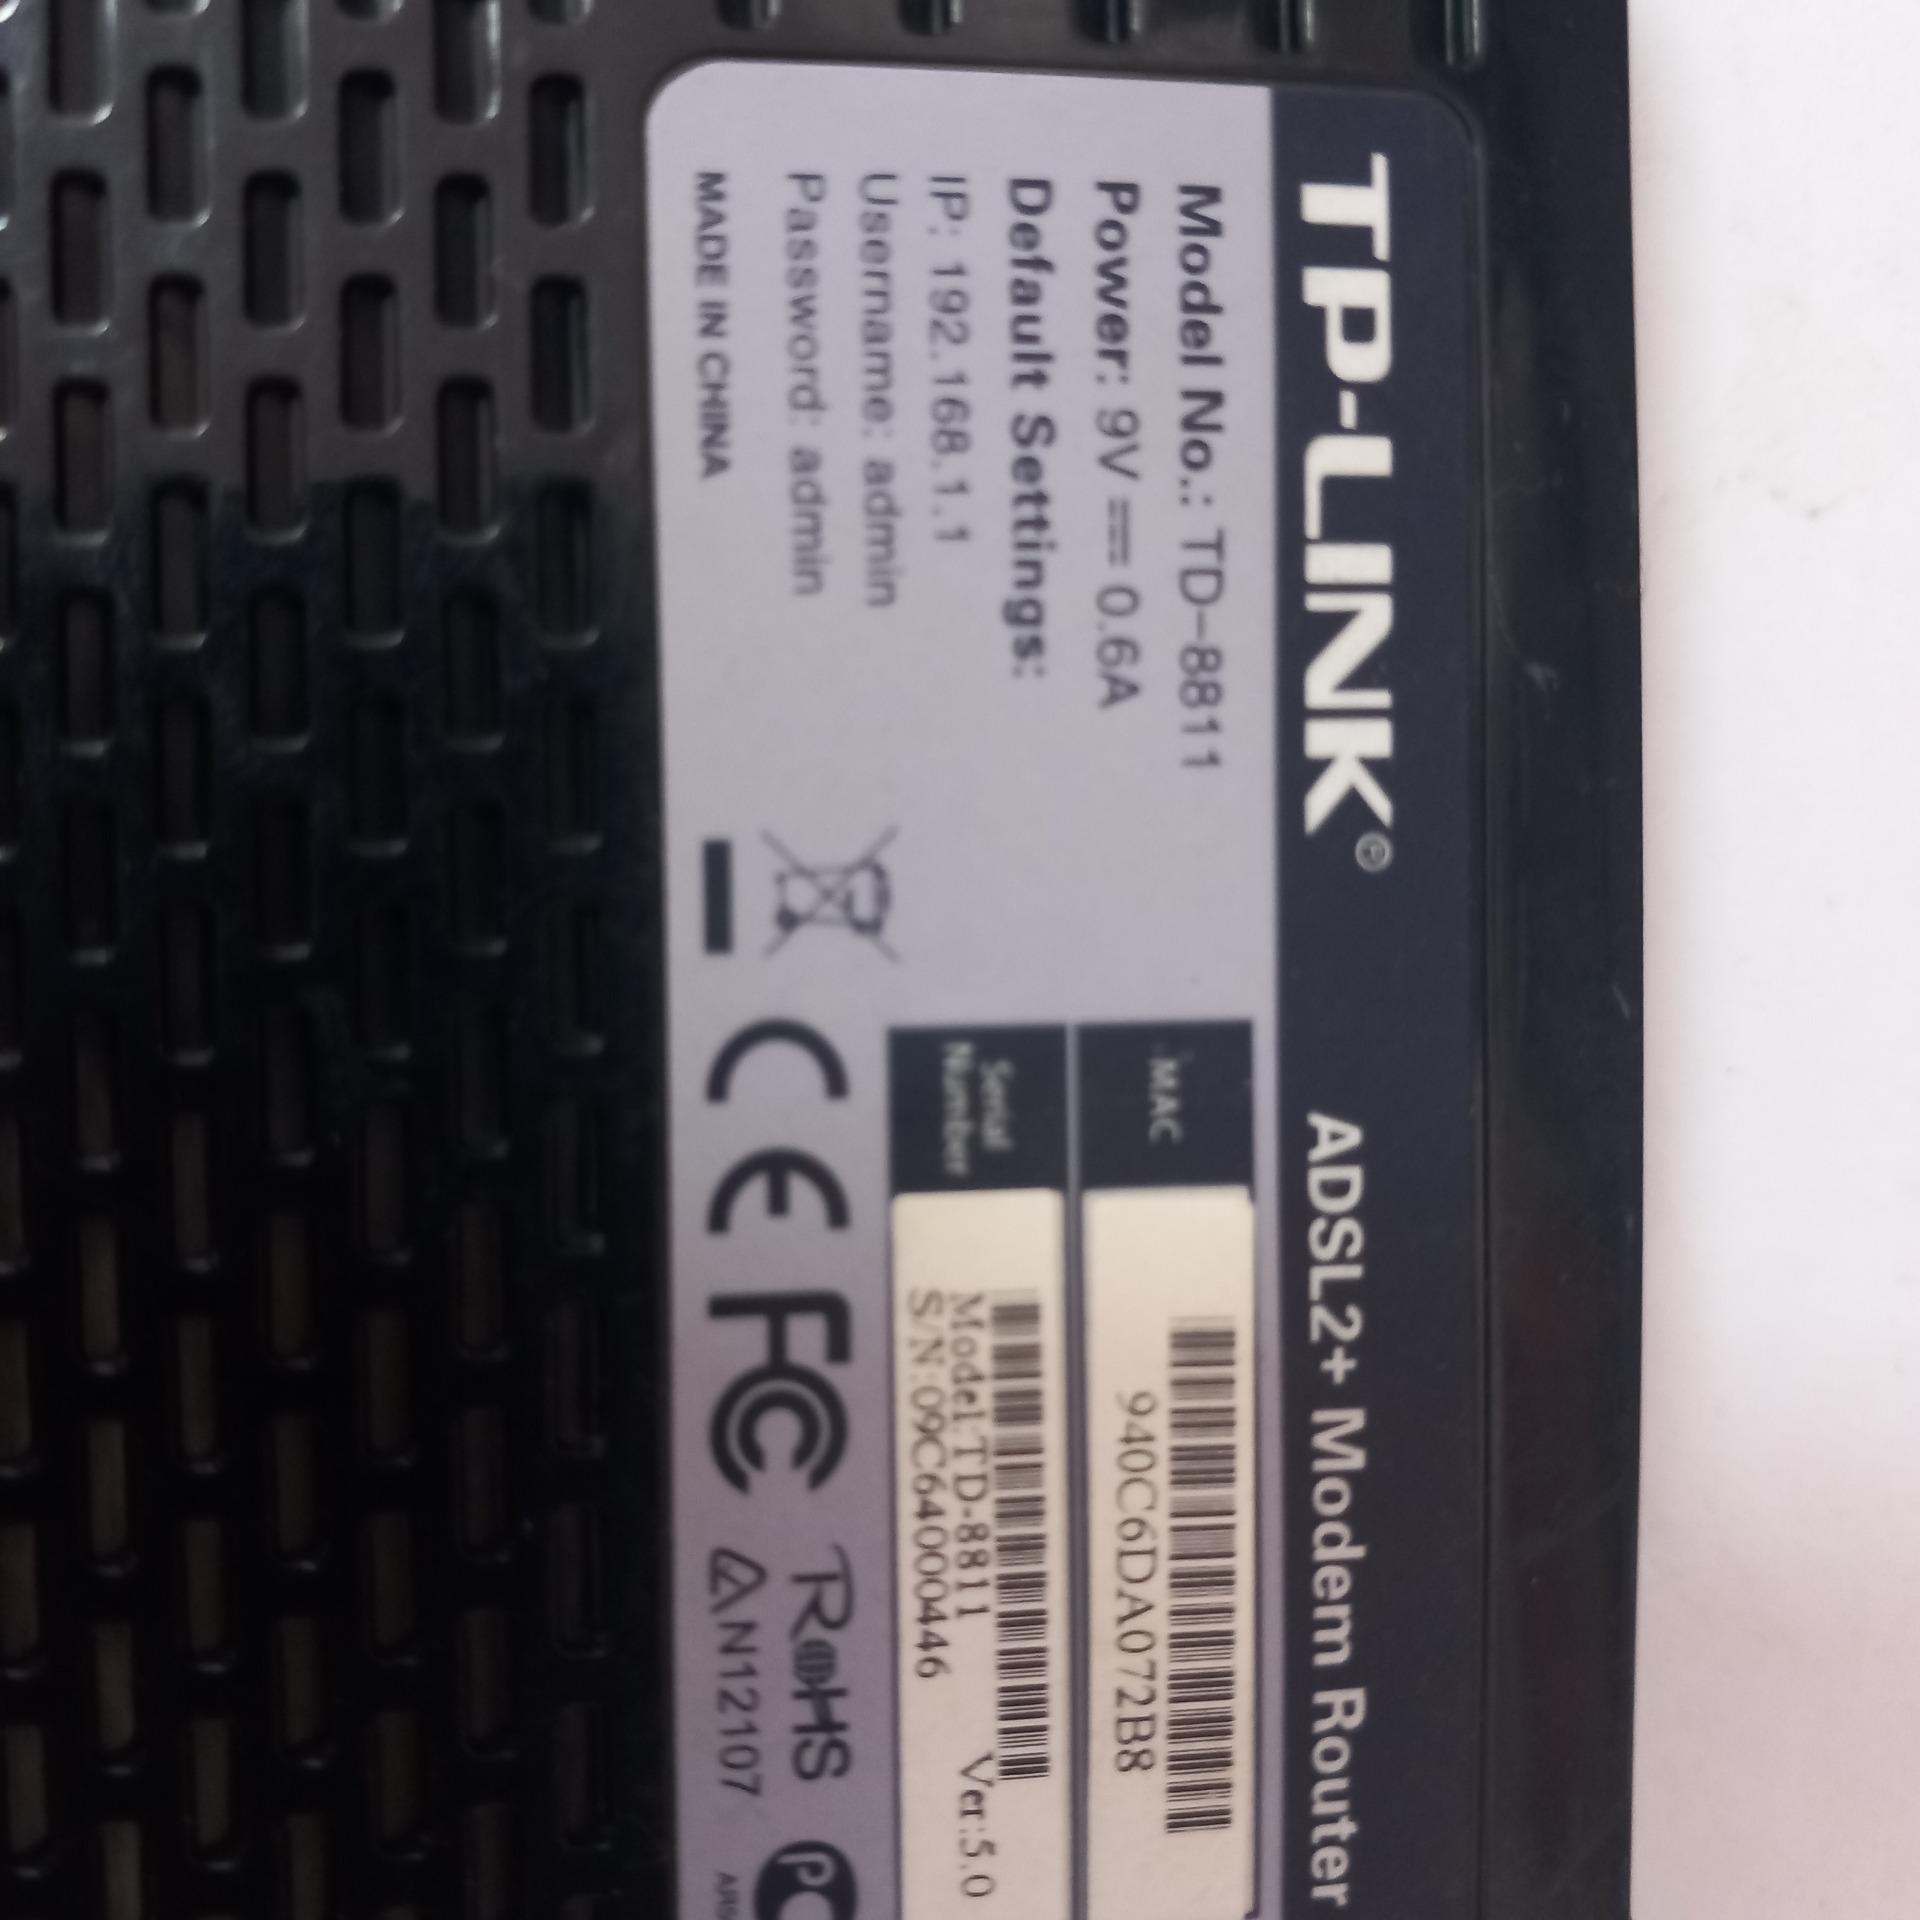 TP-LINK® ADSL2+ Modem Router
Model No.: TD-8811
Power: 9V ⎓ 0.6A
Default Settings:
IP: 192.168.1.1
Username: admin
Password: admin
MADE IN CHINA
MAC
940C6DA072B8
Serial
Number
Model:TD-8811 Ver:5.0
S/N:09C64000446
CE FC RoHS
N12107